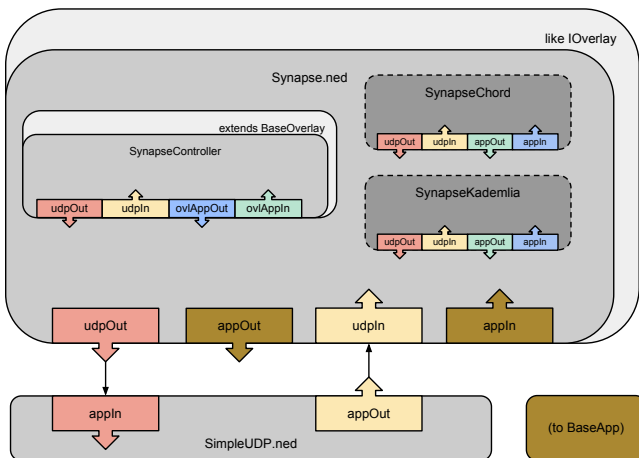 like IOverlay
Synapse.ned
SynapseChord
udpOut udpIn appOut appIn
extends BaseOverlay
SynapseController
udpOut udpIn ovlAppOut ovlAppIn
SynapseKademlia
udpOut udpIn appOut appIn
udpOut appOut udpIn appIn
appIn appOut
SimpleUDP.ned
(to BaseApp)